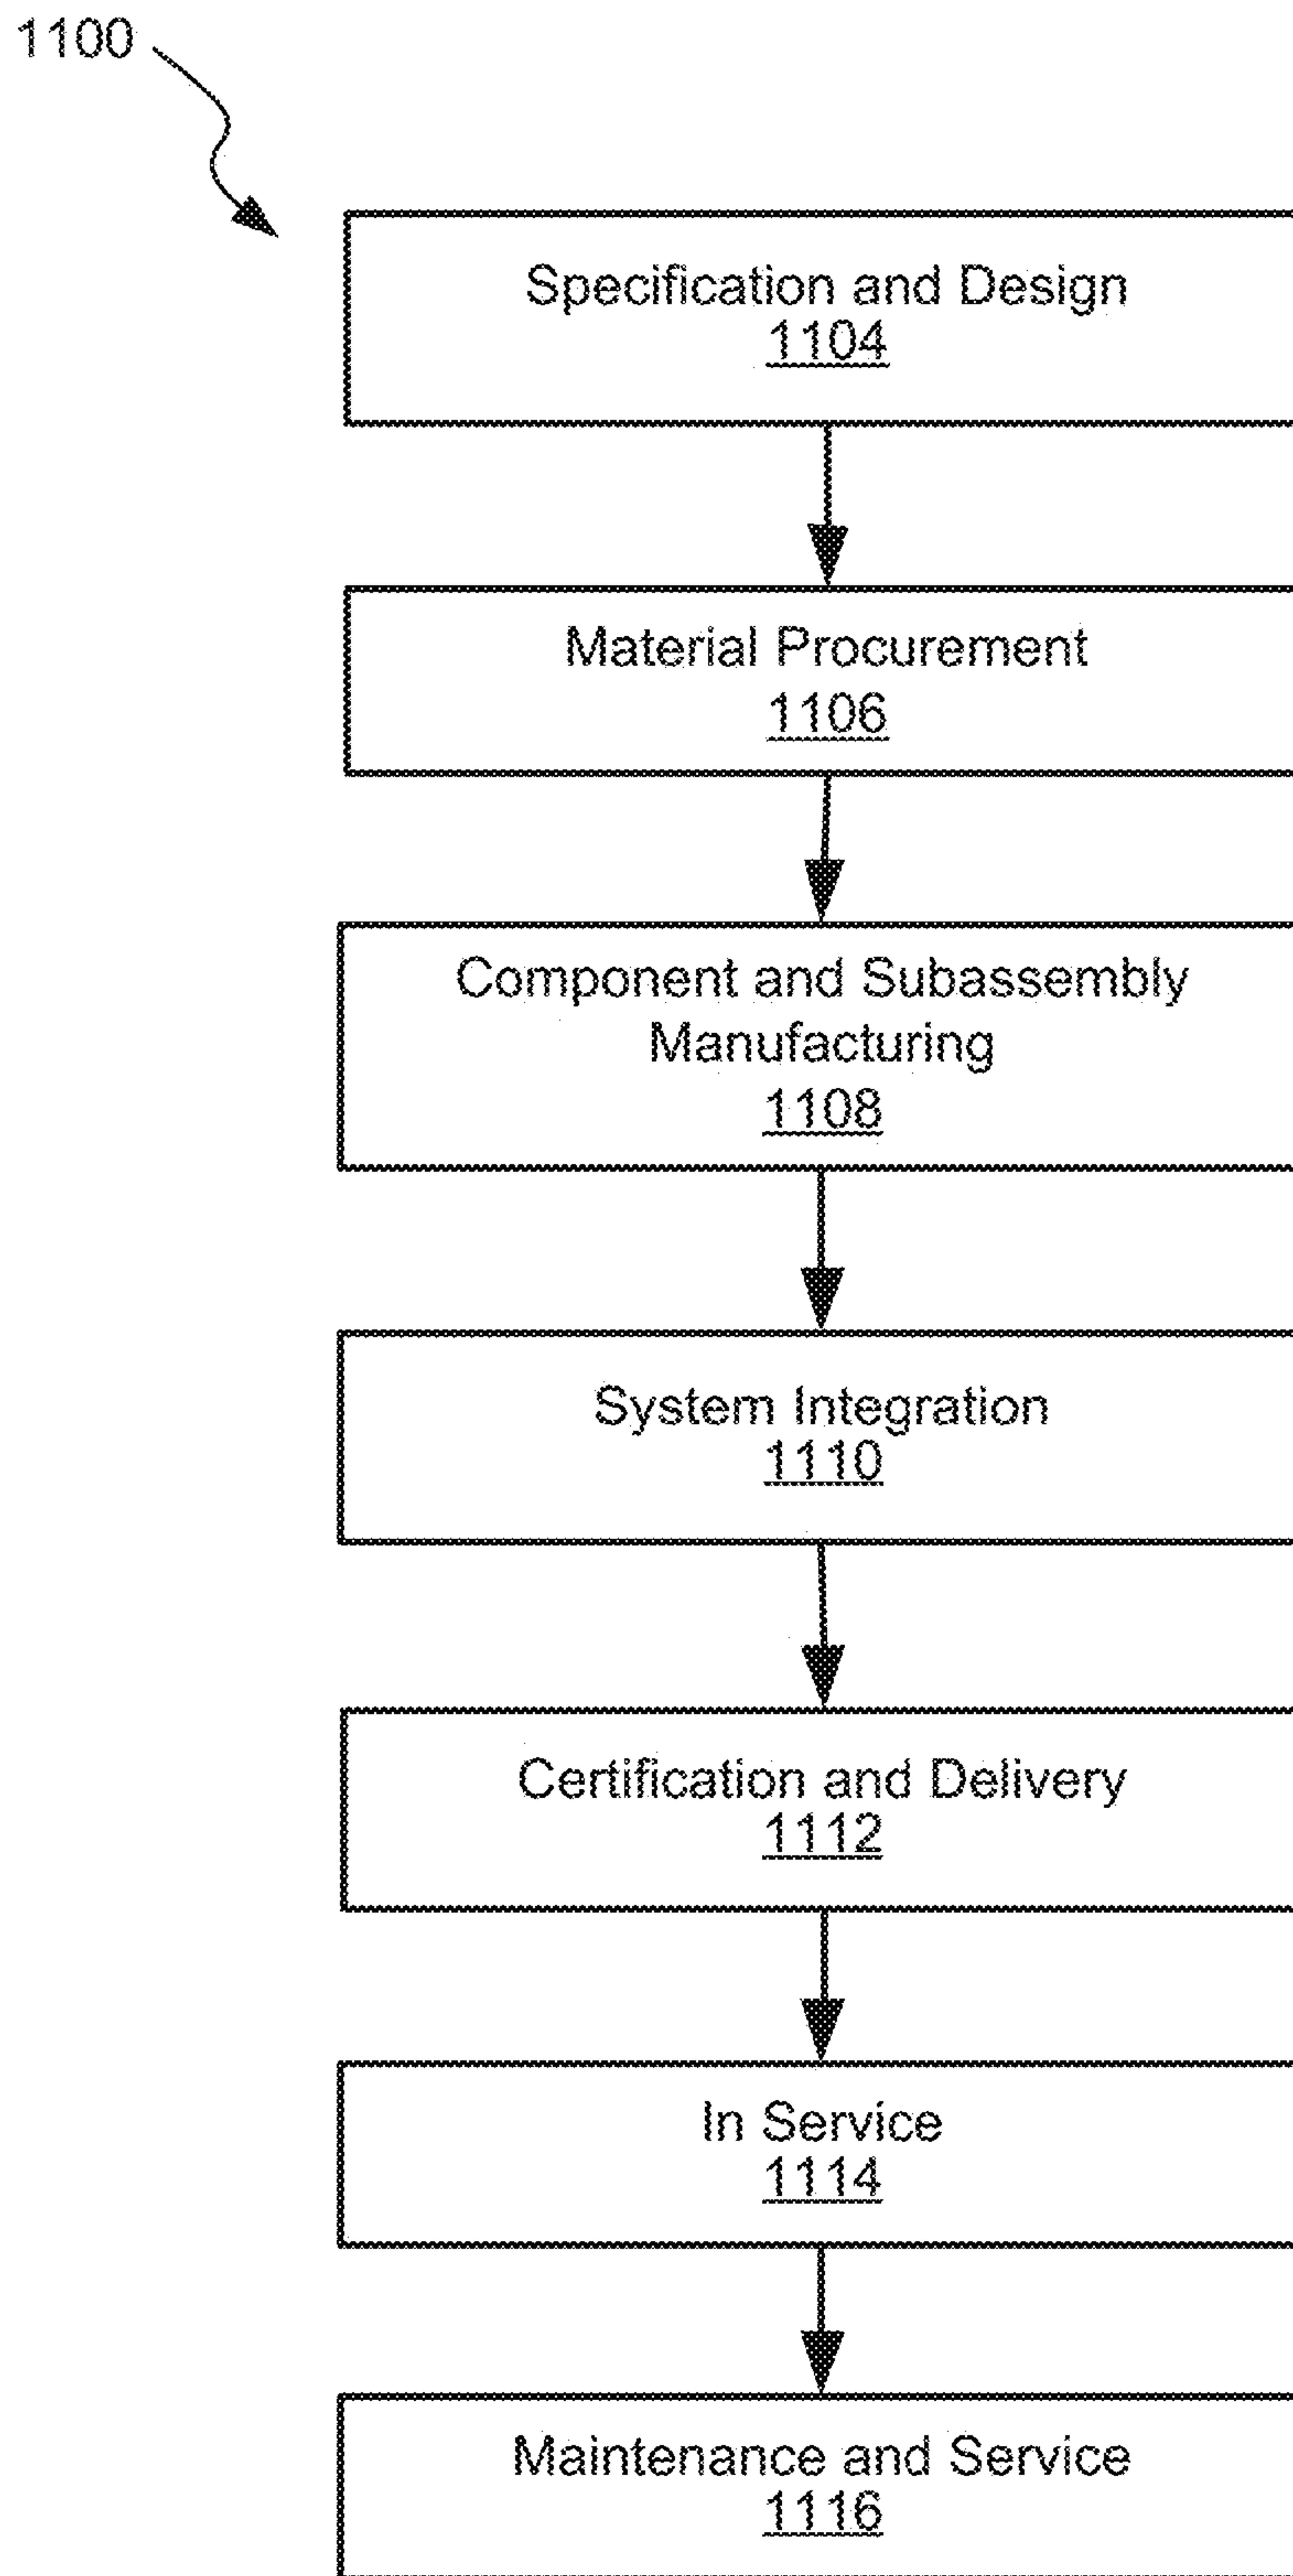 1100
Specification and Design
1104
Material Procurement
1106
Component and Subassembly
Manufacturing
1108
System Integration
1110
Certification and Delivery
1112
In Service
1114
Maintenance and Service
1116